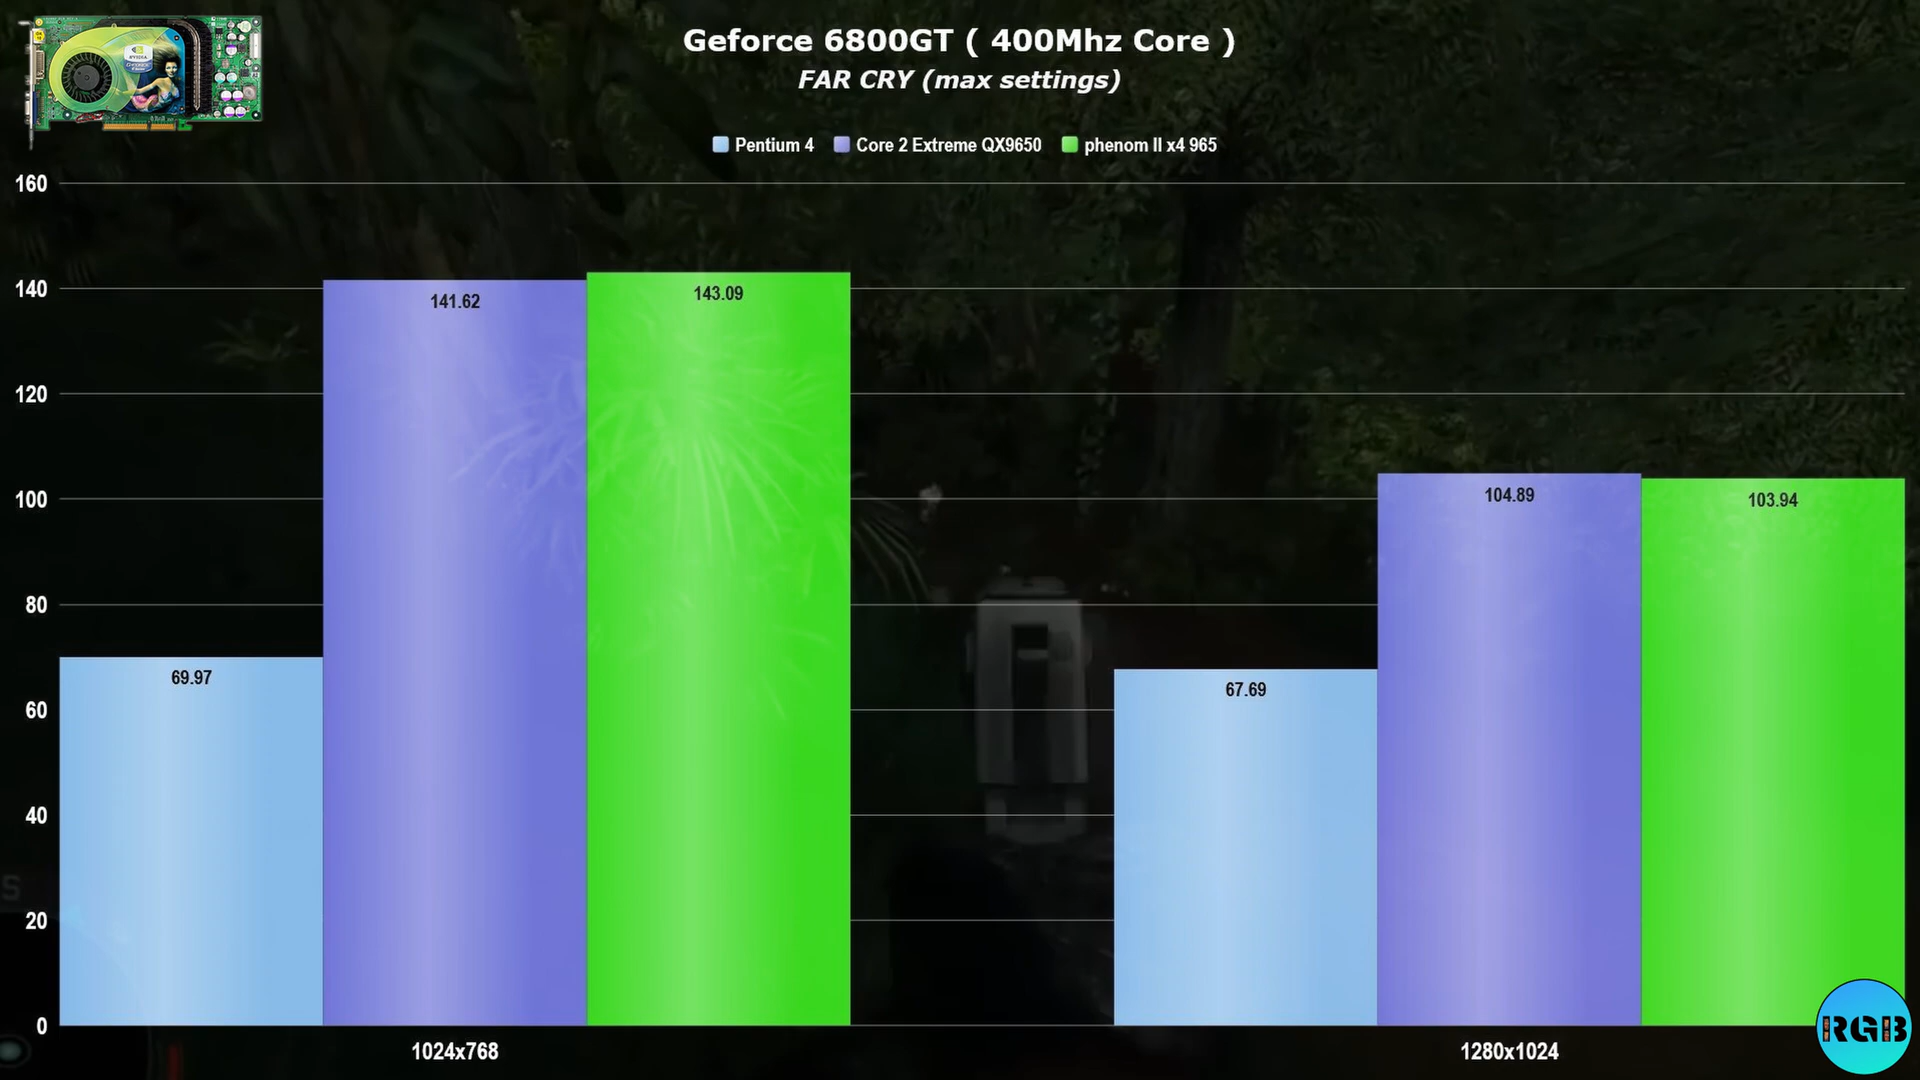 Geforce 6800GT ( 400Mhz Core )
FAR CRY (max settings)
Pentium 4 Core 2 Extreme QX9650 phenom II x4 965
160
140
120
100
80
60
40
20
0
141.62
143.09
69.97
104.89
103.94
67.69
1024x768
1280x1024
RGB
NVIDIA
S